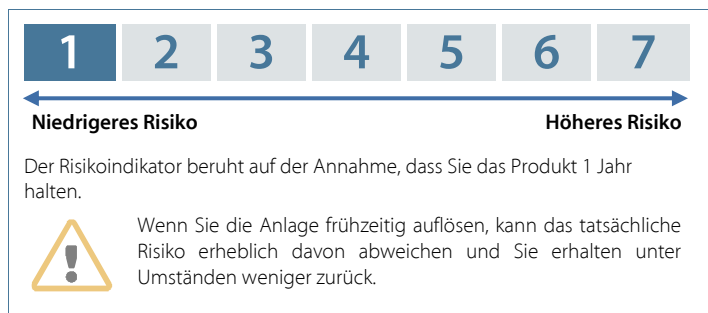 1 2 3 4 5 6 7
Niedrigeres Risiko Höheres Risiko
Der Risikoindikator beruht auf der Annahme, dass Sie das Produkt 1 Jahr
halten.
Wenn Sie die Anlage frühzeitig auflösen, kann das tatsächliche
Risiko erheblich davon abweichen und Sie erhalten unter
Umständen weniger zurück.